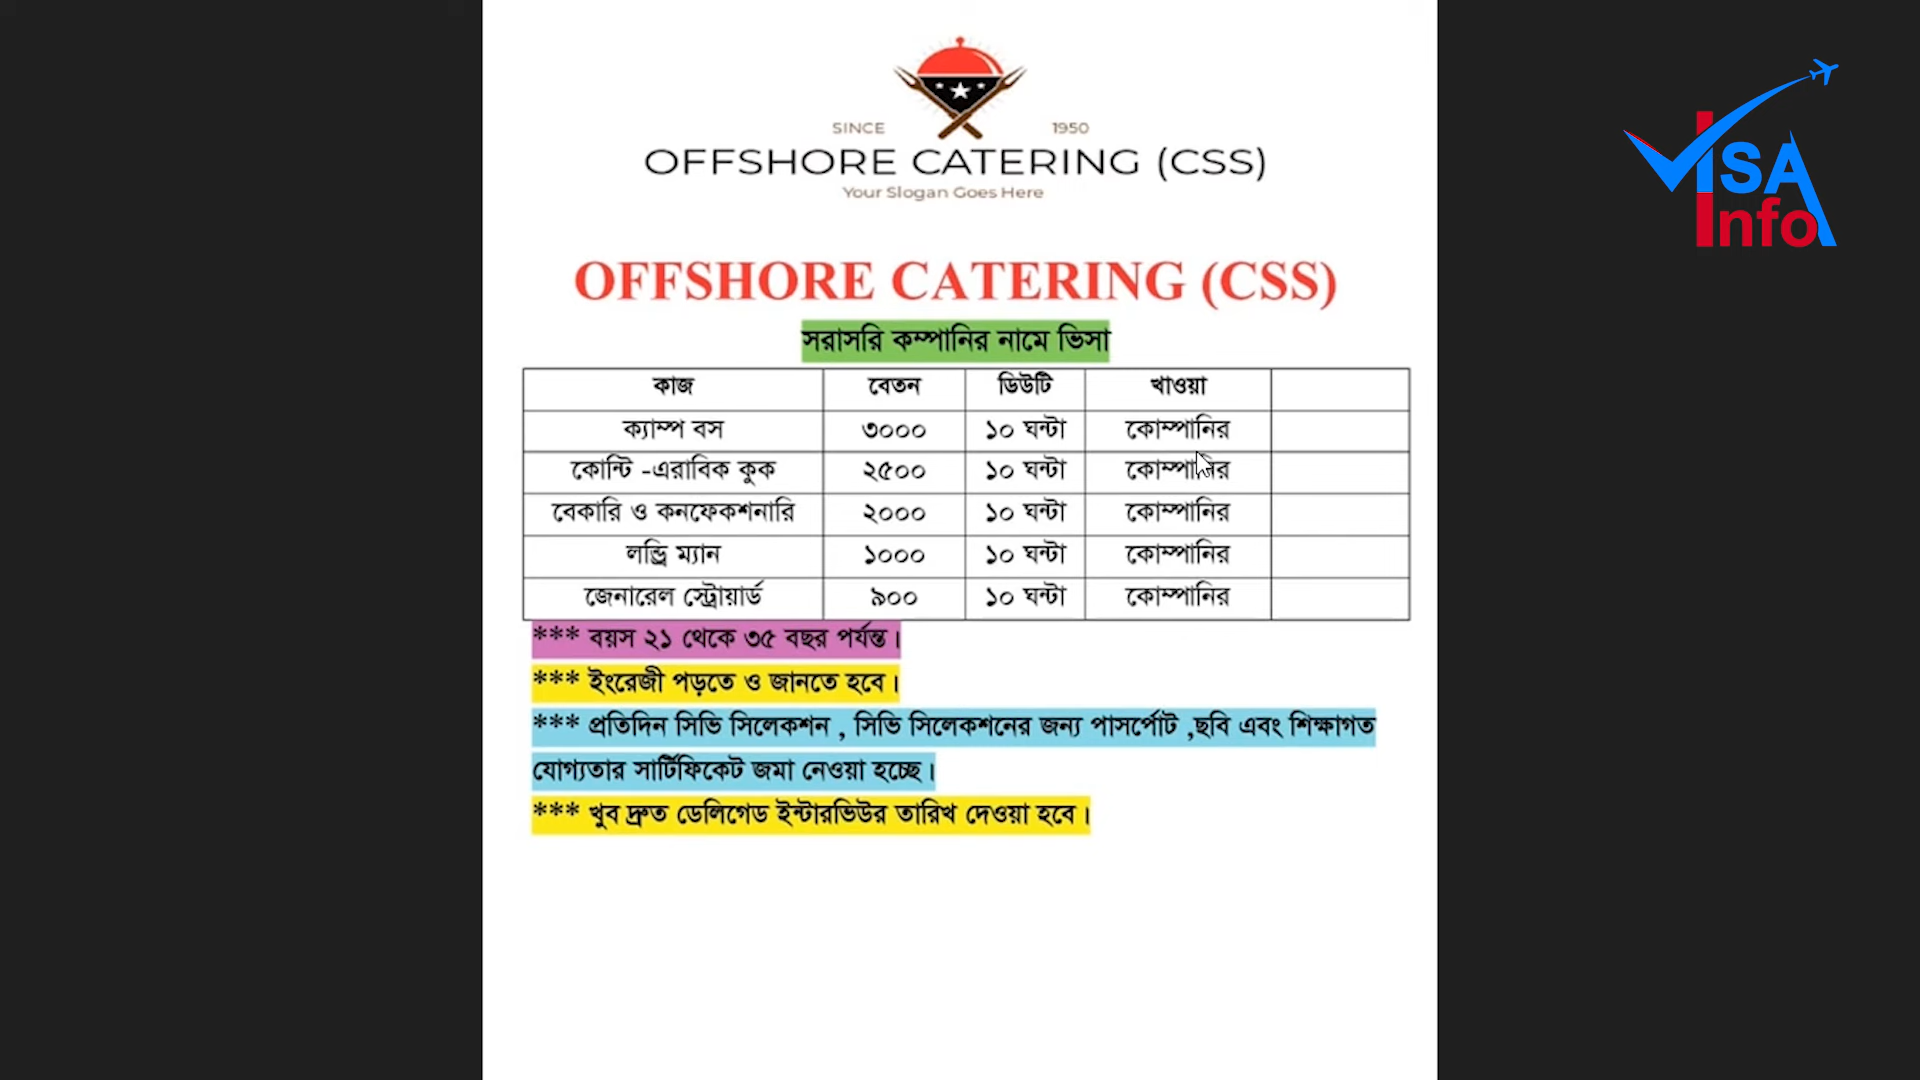 SINCE 1950
OFFSHORE CATERING (CSS)
Your Slogan Goes Here
VISA
Info
OFFSHORE CATERING (CSS)
সরাসরি কম্পানির নামে ভিসা
কাজ বেতন ডিউটি খাওয়া
ক্যাম্প বস ৩০০০ ১০ ঘন্টা কোম্পানির
কোন্টি -এরাবিক কুক ২৫০০ ১০ ঘন্টা কোম্পানির
বেকারি ও কনফেকশনারি ২০০০ ১০ ঘন্টা কোম্পানির
লন্ড্রি ম্যান ১০০০ ১০ ঘন্টা কোম্পানির
জেনারেল স্ট্রোয়ার্ড ৯০০ ১০ ঘন্টা কোম্পানির
*** বয়স ২১ থেকে ৩৫ বছর পর্যন্ত।
*** ইংরেজী পড়তে ও জানতে হবে।
*** প্রতিদিন সিভি সিলেকশন , সিভি সিলেকশনের জন্য পাসর্পোট ,ছবি এবং শিক্ষাগত
যোগ্যতার সার্টিফিকেট জমা নেওয়া হচ্ছে।
*** খুব দ্রুত ডেলিগেড ইন্টারভিউর তারিখ দেওয়া হবে।